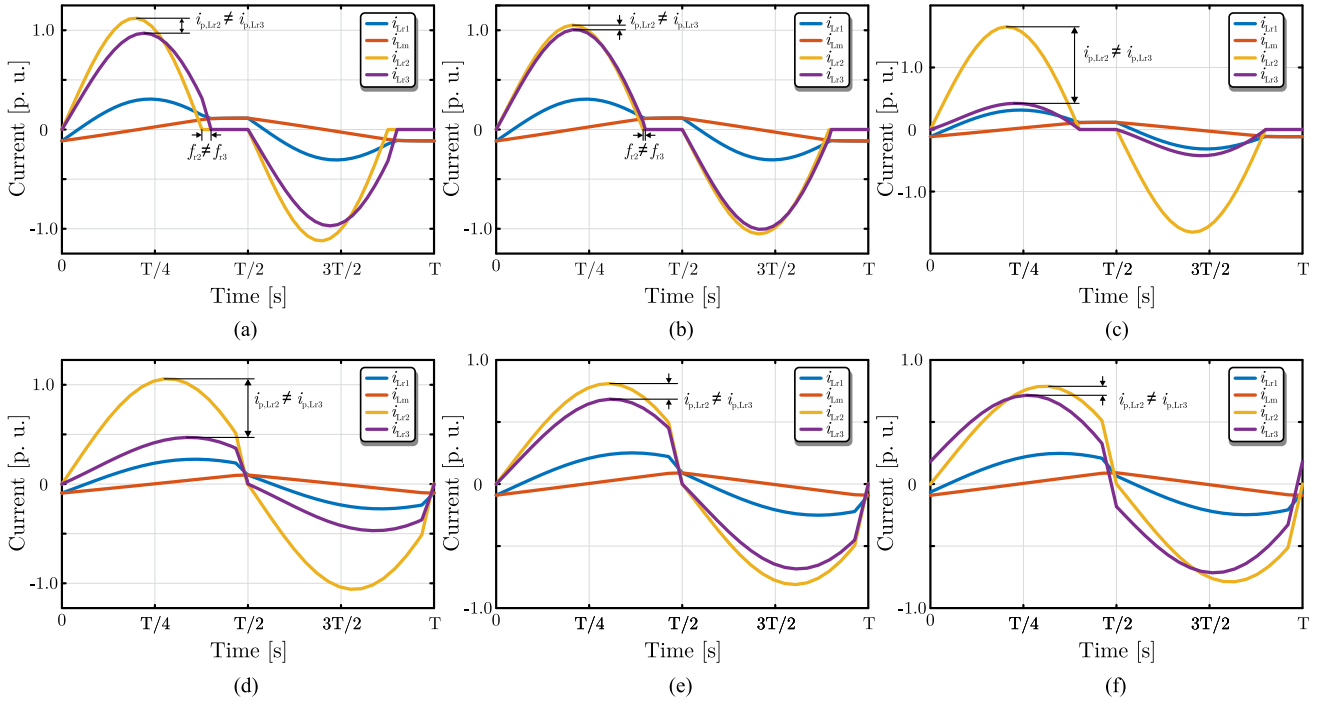 1.0
0
-1.0
Current [p. u.]
i_p,Lr2 ≠ i_p,Lr3
f_r2≠f_r3
i_Lr1
i_Lm
i_Lr2
i_Lr3
0
T/4
T/2
3T/2
T
Time [s]
(a)
1.0
0
-1.0
Current [p. u.]
i_p,Lr2 ≠ i_p,Lr3
f_r2≠f_r3
i_Lr1
i_Lm
i_Lr2
i_Lr3
0
T/4
T/2
3T/2
T
Time [s]
(b)
1.0
0
-1.0
Current [p. u.]
i_p,Lr2 ≠ i_p,Lr3
i_Lr1
i_Lm
i_Lr2
i_Lr3
0
T/4
T/2
3T/2
T
Time [s]
(c)
1.0
0
-1.0
Current [p. u.]
i_p,Lr2 ≠ i_p,Lr3
i_Lr1
i_Lm
i_Lr2
i_Lr3
0
T/4
T/2
3T/2
T
Time [s]
(d)
1.0
0
-1.0
Current [p. u.]
i_p,Lr2 ≠ i_p,Lr3
i_Lr1
i_Lm
i_Lr2
i_Lr3
0
T/4
T/2
3T/2
T
Time [s]
(e)
1.0
0
-1.0
Current [p. u.]
i_p,Lr2 ≠ i_p,Lr3
i_Lr1
i_Lm
i_Lr2
i_Lr3
0
T/4
T/2
3T/2
T
Time [s]
(f)